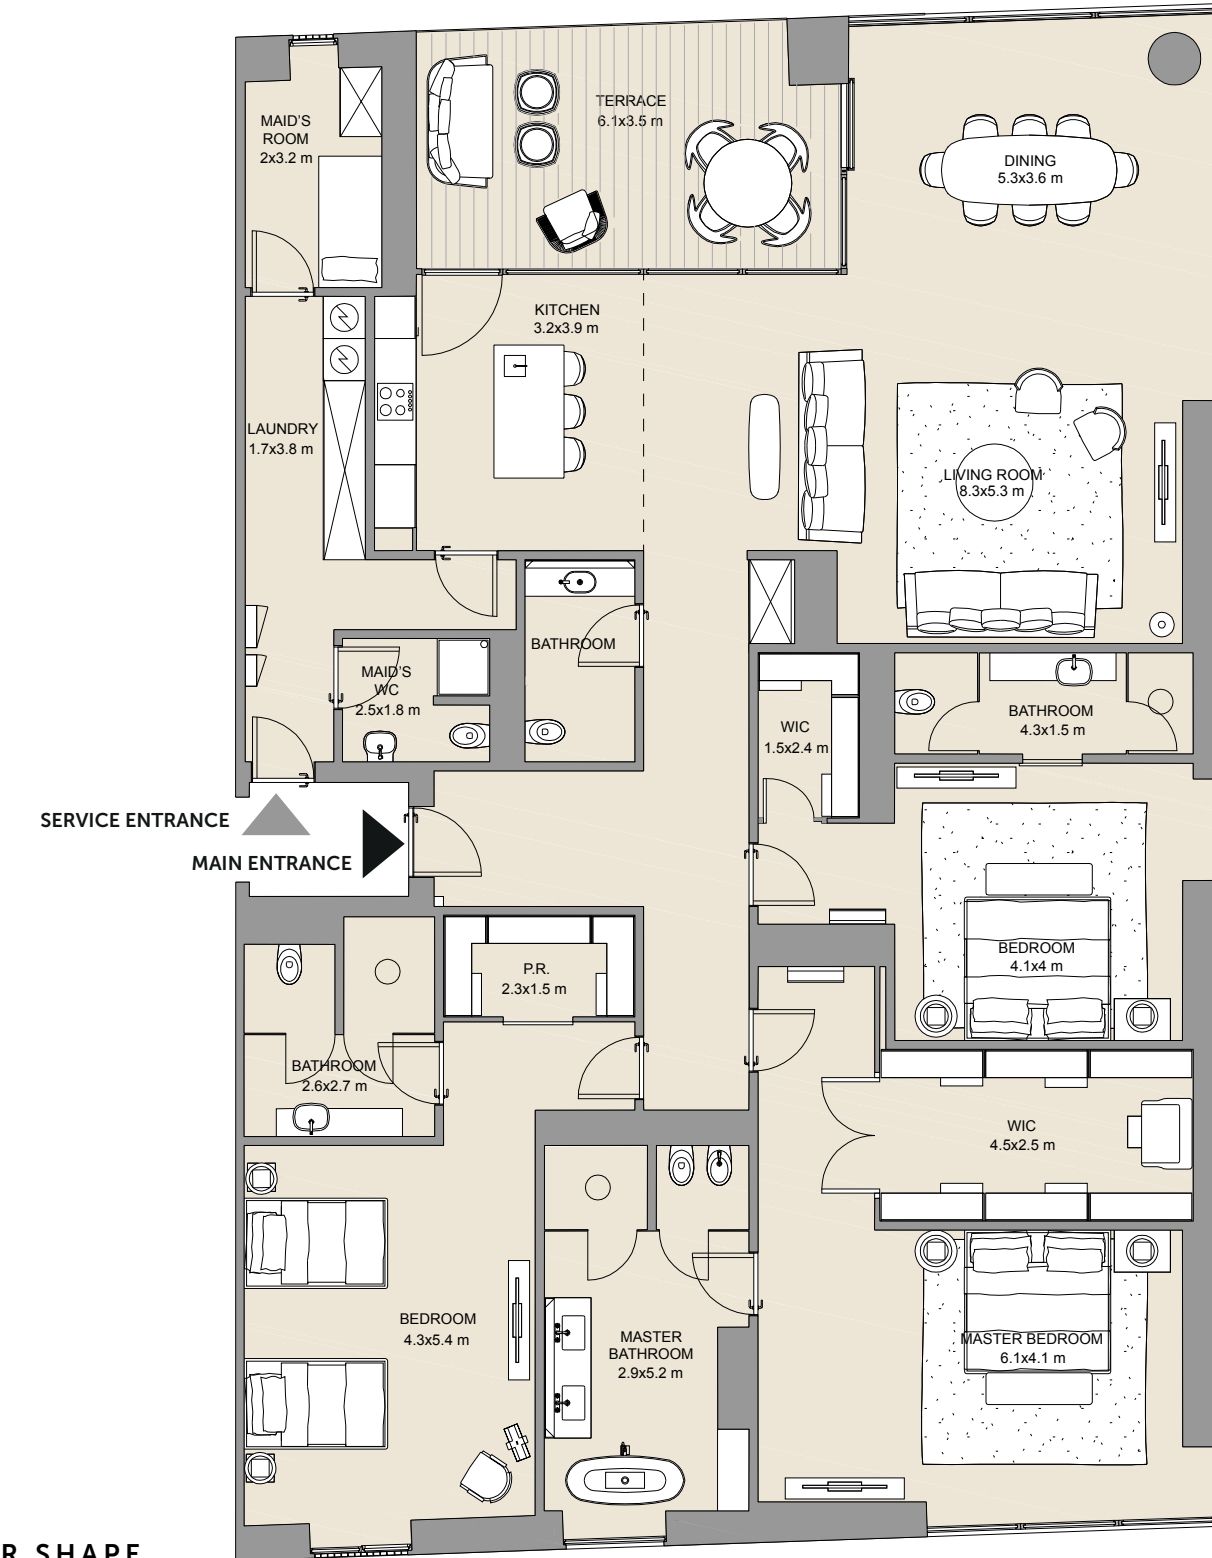 MAID'S
ROOM
2x3.2 m
TERRACE
6.1x3.5 m
DINING
5.3x3.6 m
KITCHEN
3.2x3.9 m
LAUNDRY
1.7x3.8 m
LIVING ROOM
8.3x5.3 m
BATHROOM
MAID'S
WC
2.5x1.8 m
WIC
1.5x2.4 m
BATHROOM
4.3x1.5 m
SERVICE ENTRANCE
MAIN ENTRANCE
BEDROOM
4.1x4 m
P.R.
2.3x1.5 m
BATHROOM
2.6x2.7 m
WIC
4.5x2.5 m
BEDROOM
4.3x5.4 m
MASTER
BATHROOM
2.9x5.2 m
MASTER BEDROOM
6.1x4.1 m
R SHAPE